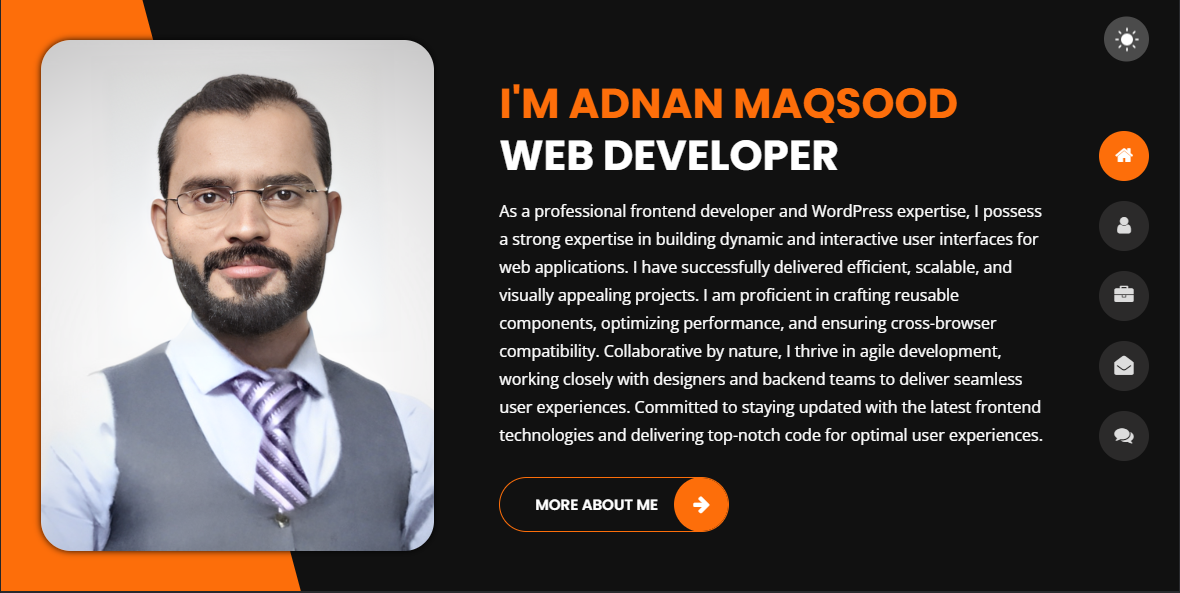 I'M ADNAN MAQSOOD
WEB DEVELOPER
As a professional frontend developer and WordPress expertise, I possess
a strong expertise in building dynamic and interactive user interfaces for
web applications. I have successfully delivered efficient, scalable, and
visually appealing projects. I am proficient in crafting reusable
components, optimizing performance, and ensuring cross-browser
compatibility. Collaborative by nature, I thrive in agile development,
working closely with designers and backend teams to deliver seamless
user experiences. Committed to staying updated with the latest frontend
technologies and delivering top-notch code for optimal user experiences.
MORE ABOUT ME